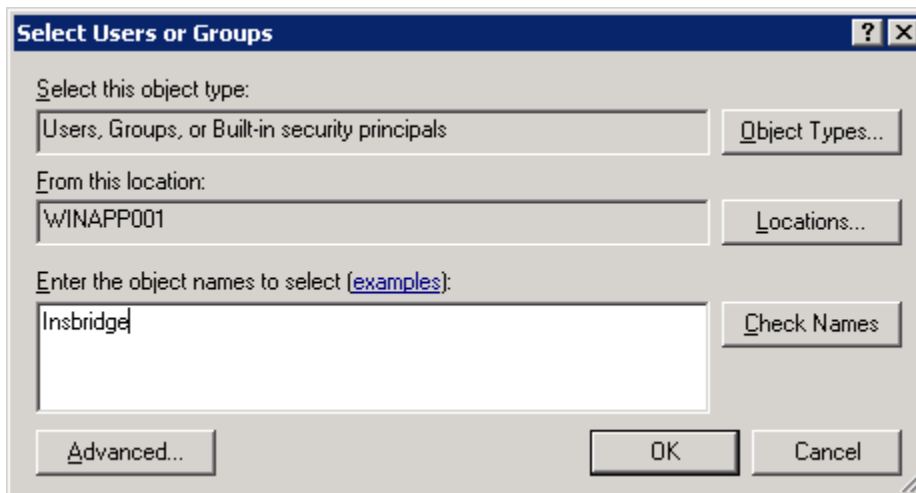 Select Users or Groups
Select this object type:
Users, Groups, or Built-in security principals
Object Types...
From this location:
WINAPP001
Locations...
Enter the object names to select (examples):
Insbridge
Check Names
Advanced...
OK
Cancel